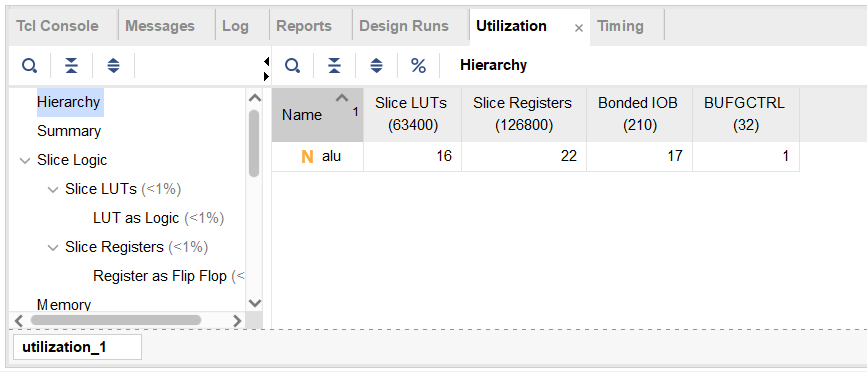 Tcl Console Messages Log Reports Design Runs Utilization × Timing
% Hierarchy
Hierarchy
Summary
Slice Logic
Slice LUTs (<1%)
LUT as Logic (<1%)
Slice Registers (<1%)
Register as Flip Flop (<
Memory
Name 1 Slice LUTs (63400) Slice Registers (126800) Bonded IOB (210) BUFGCTRL (32)
N alu 16 22 17 1
utilization_1